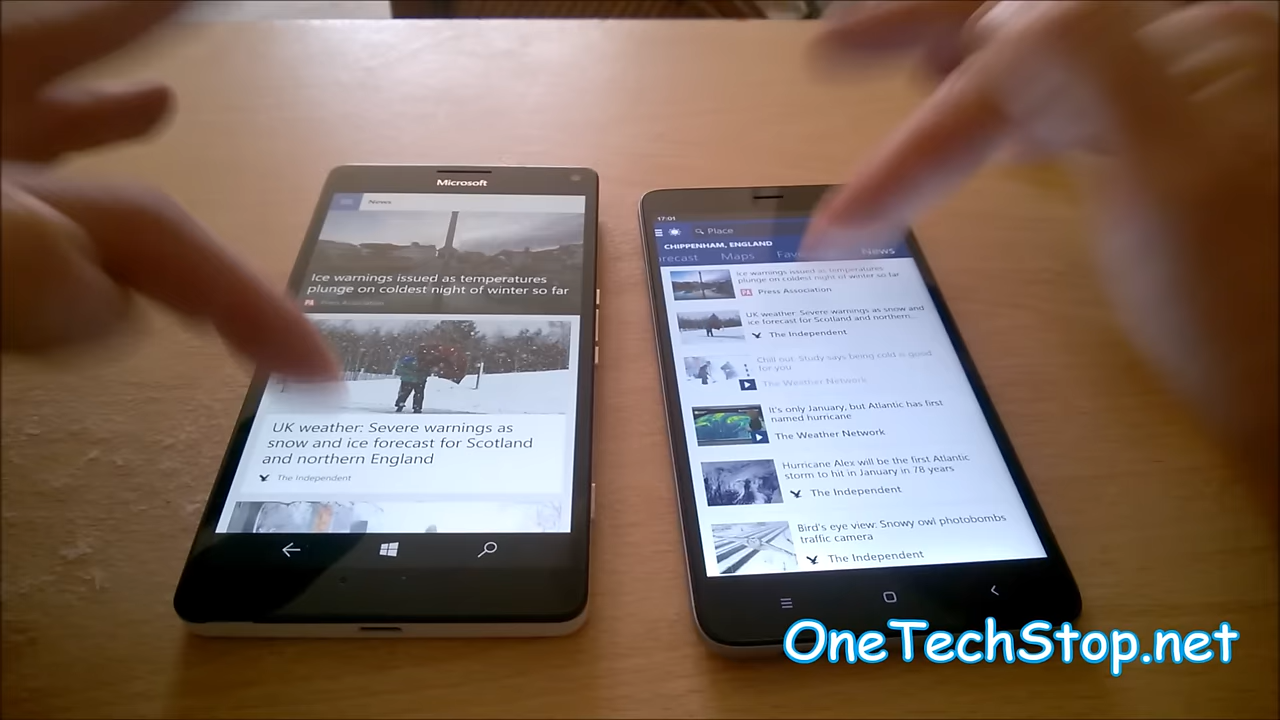 Microsoft
News
Ice warnings issued as temperatures
plunge on coldest night of winter so far
PA Press Association
UK weather: Severe warnings as
snow and ice forecast for Scotland
and northern England
The Independent
17:01
Place
CHIPPENHAM, ENGLAND
recast Maps Fav News
Ice warnings issued as temperatures
plunge on coldest night of winter so far
PA Press Association
UK weather: Severe warnings as snow and
ice forecast for Scotland and northern...
The Independent
Chill out: Study says being cold is good
for you
The Weather Network
It's only January, but Atlantic has first
named hurricane
The Weather Network
Hurricane Alex will be the first Atlantic
storm to hit in January in 78 years
The Independent
Bird's eye view: Snowy owl photobombs
traffic camera
The Independent
OneTechStop.net